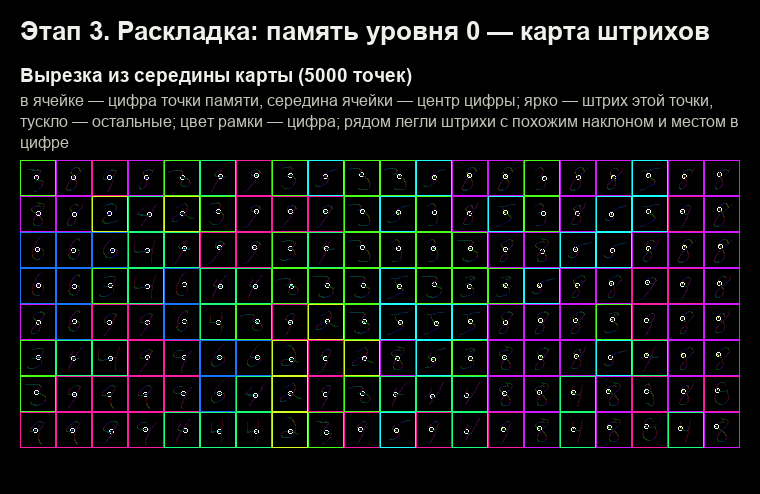 Этап 3. Раскладка: память уровня 0 — карта штрихов
Вырезка из середины карты (5000 точек)
в ячейке — цифра точки памяти, середина ячейки — центр цифры; ярко — штрих этой точки,
тускло — остальные; цвет рамки — цифра; рядом легли штрихи с похожим наклоном и местом в
цифре